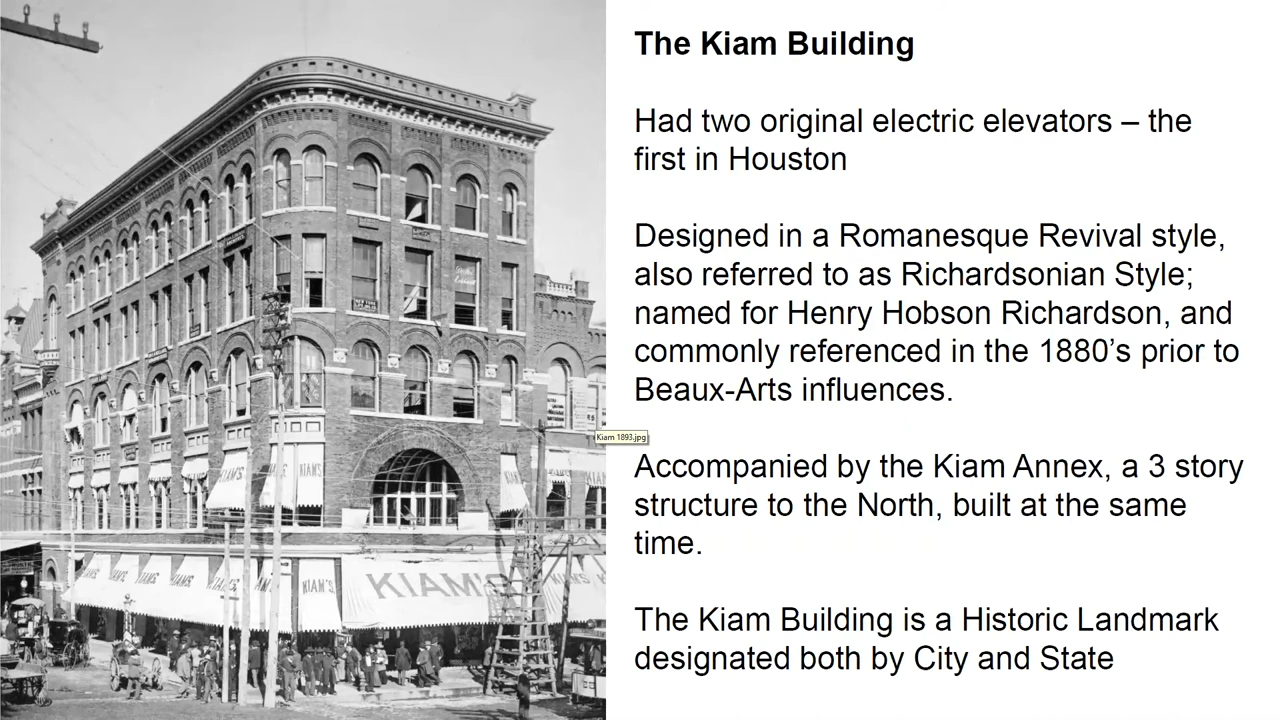 The Kiam Building
Had two original electric elevators – the
first in Houston
Designed in a Romanesque Revival style,
also referred to as Richardsonian Style;
named for Henry Hobson Richardson, and
commonly referenced in the 1880's prior to
Beaux-Arts influences.
Accompanied by the Kiam Annex, a 3 story
structure to the North, built at the same
time.
The Kiam Building is a Historic Landmark
designated both by City and State
Kiam 1893.jpg
KIAM'S
KIAM'S
KIAM'S